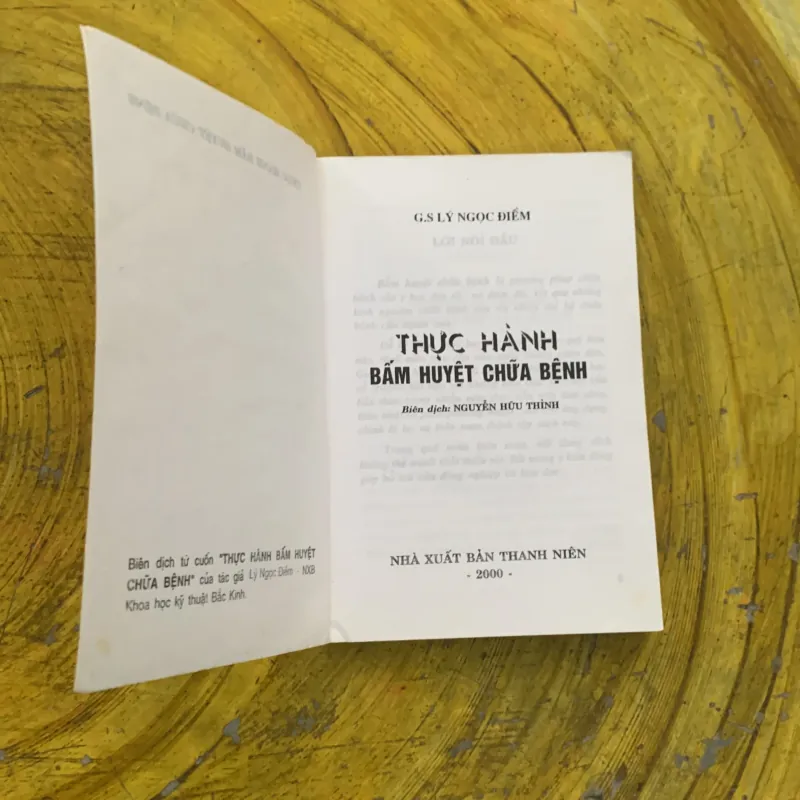 Biên dịch từ cuốn "THỰC HÀNH BẤM HUYỆT
CHỮA BỆNH" của tác giả Lý Ngọc Điềm - NXB
Khoa học kỹ thuật Bắc Kinh.
G.S LÝ NGỌC ĐIỀM
THỰC HÀNH
BẤM HUYỆT CHỮA BỆNH
Biên dịch: NGUYỄN HỮU THỈNH
NHÀ XUẤT BẢN THANH NIÊN
- 2000 -